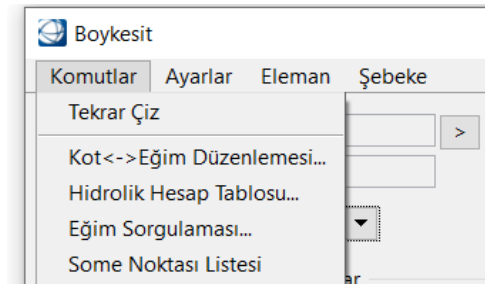 Boykesit
Komutlar Ayarlar Eleman Şebeke
Tekrar Çiz
>
Kot<->Eğim Düzenlemesi...
Hidrolik Hesap Tablosu...
Eğim Sorgulaması...
Some Noktası Listesi